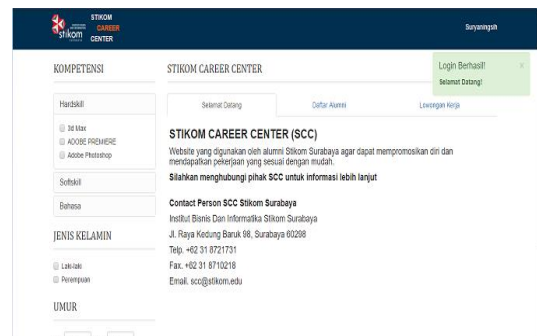 stikom
STIKOM
CAREER
CENTER
Suryaningsih
Login Berhasil!
×
Selamat Datang!
KOMPETENSI
Hardskill
3d Max
ADOBE PREMIERE
Adobe Photoshop
Softskill
Bahasa
JENIS KELAMIN
Laki-laki
Perempuan
UMUR
STIKOM CAREER CENTER
Selamat Datang
Daftar Alumni
Lowongan Kerja
STIKOM CAREER CENTER (SCC)
Website yang digunakan oleh alumni Stikom Surabaya agar dapat mempromosikan diri dan
mendapatkan pekerjaan yang sesuai dengan mudah.
Silahkan menghubungi pihak SCC untuk informasi lebih lanjut
Contact Person SCC Stikom Surabaya
Institut Bisnis Dan Informatika Stikom Surabaya
Jl. Raya Kedung Baruk 98, Surabaya 60298
Telp. +62 31 8721731
Fax. +62 31 8710218
Email. scc@stikom.edu